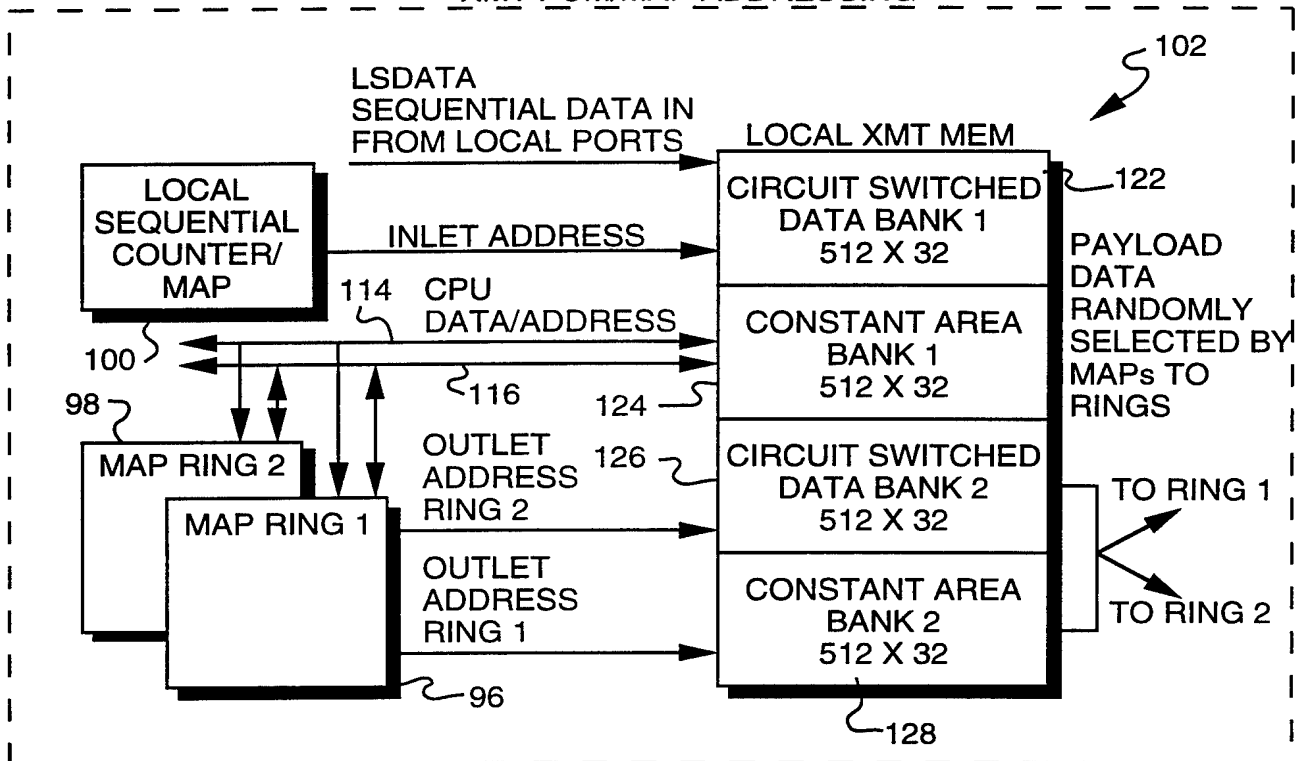 102
LSDATA
SEQUENTIAL DATA IN
FROM LOCAL PORTS
LOCAL XMT MEM
LOCAL
SEQUENTIAL
COUNTER/
MAP
100
INLET ADDRESS
CIRCUIT SWITCHED
DATA BANK 1
512 X 32
122
PAYLOAD
DATA
RANDOMLY
SELECTED BY
MAPs TO
RINGS
114
CPU
DATA/ADDRESS
116
CONSTANT AREA
BANK 1
512 X 32
124
98
MAP RING 2
MAP RING 1
96
OUTLET
ADDRESS
RING 2
OUTLET
ADDRESS
RING 1
126
CIRCUIT SWITCHED
DATA BANK 2
512 X 32
CONSTANT AREA
BANK 2
512 X 32
128
TO RING 1
TO RING 2